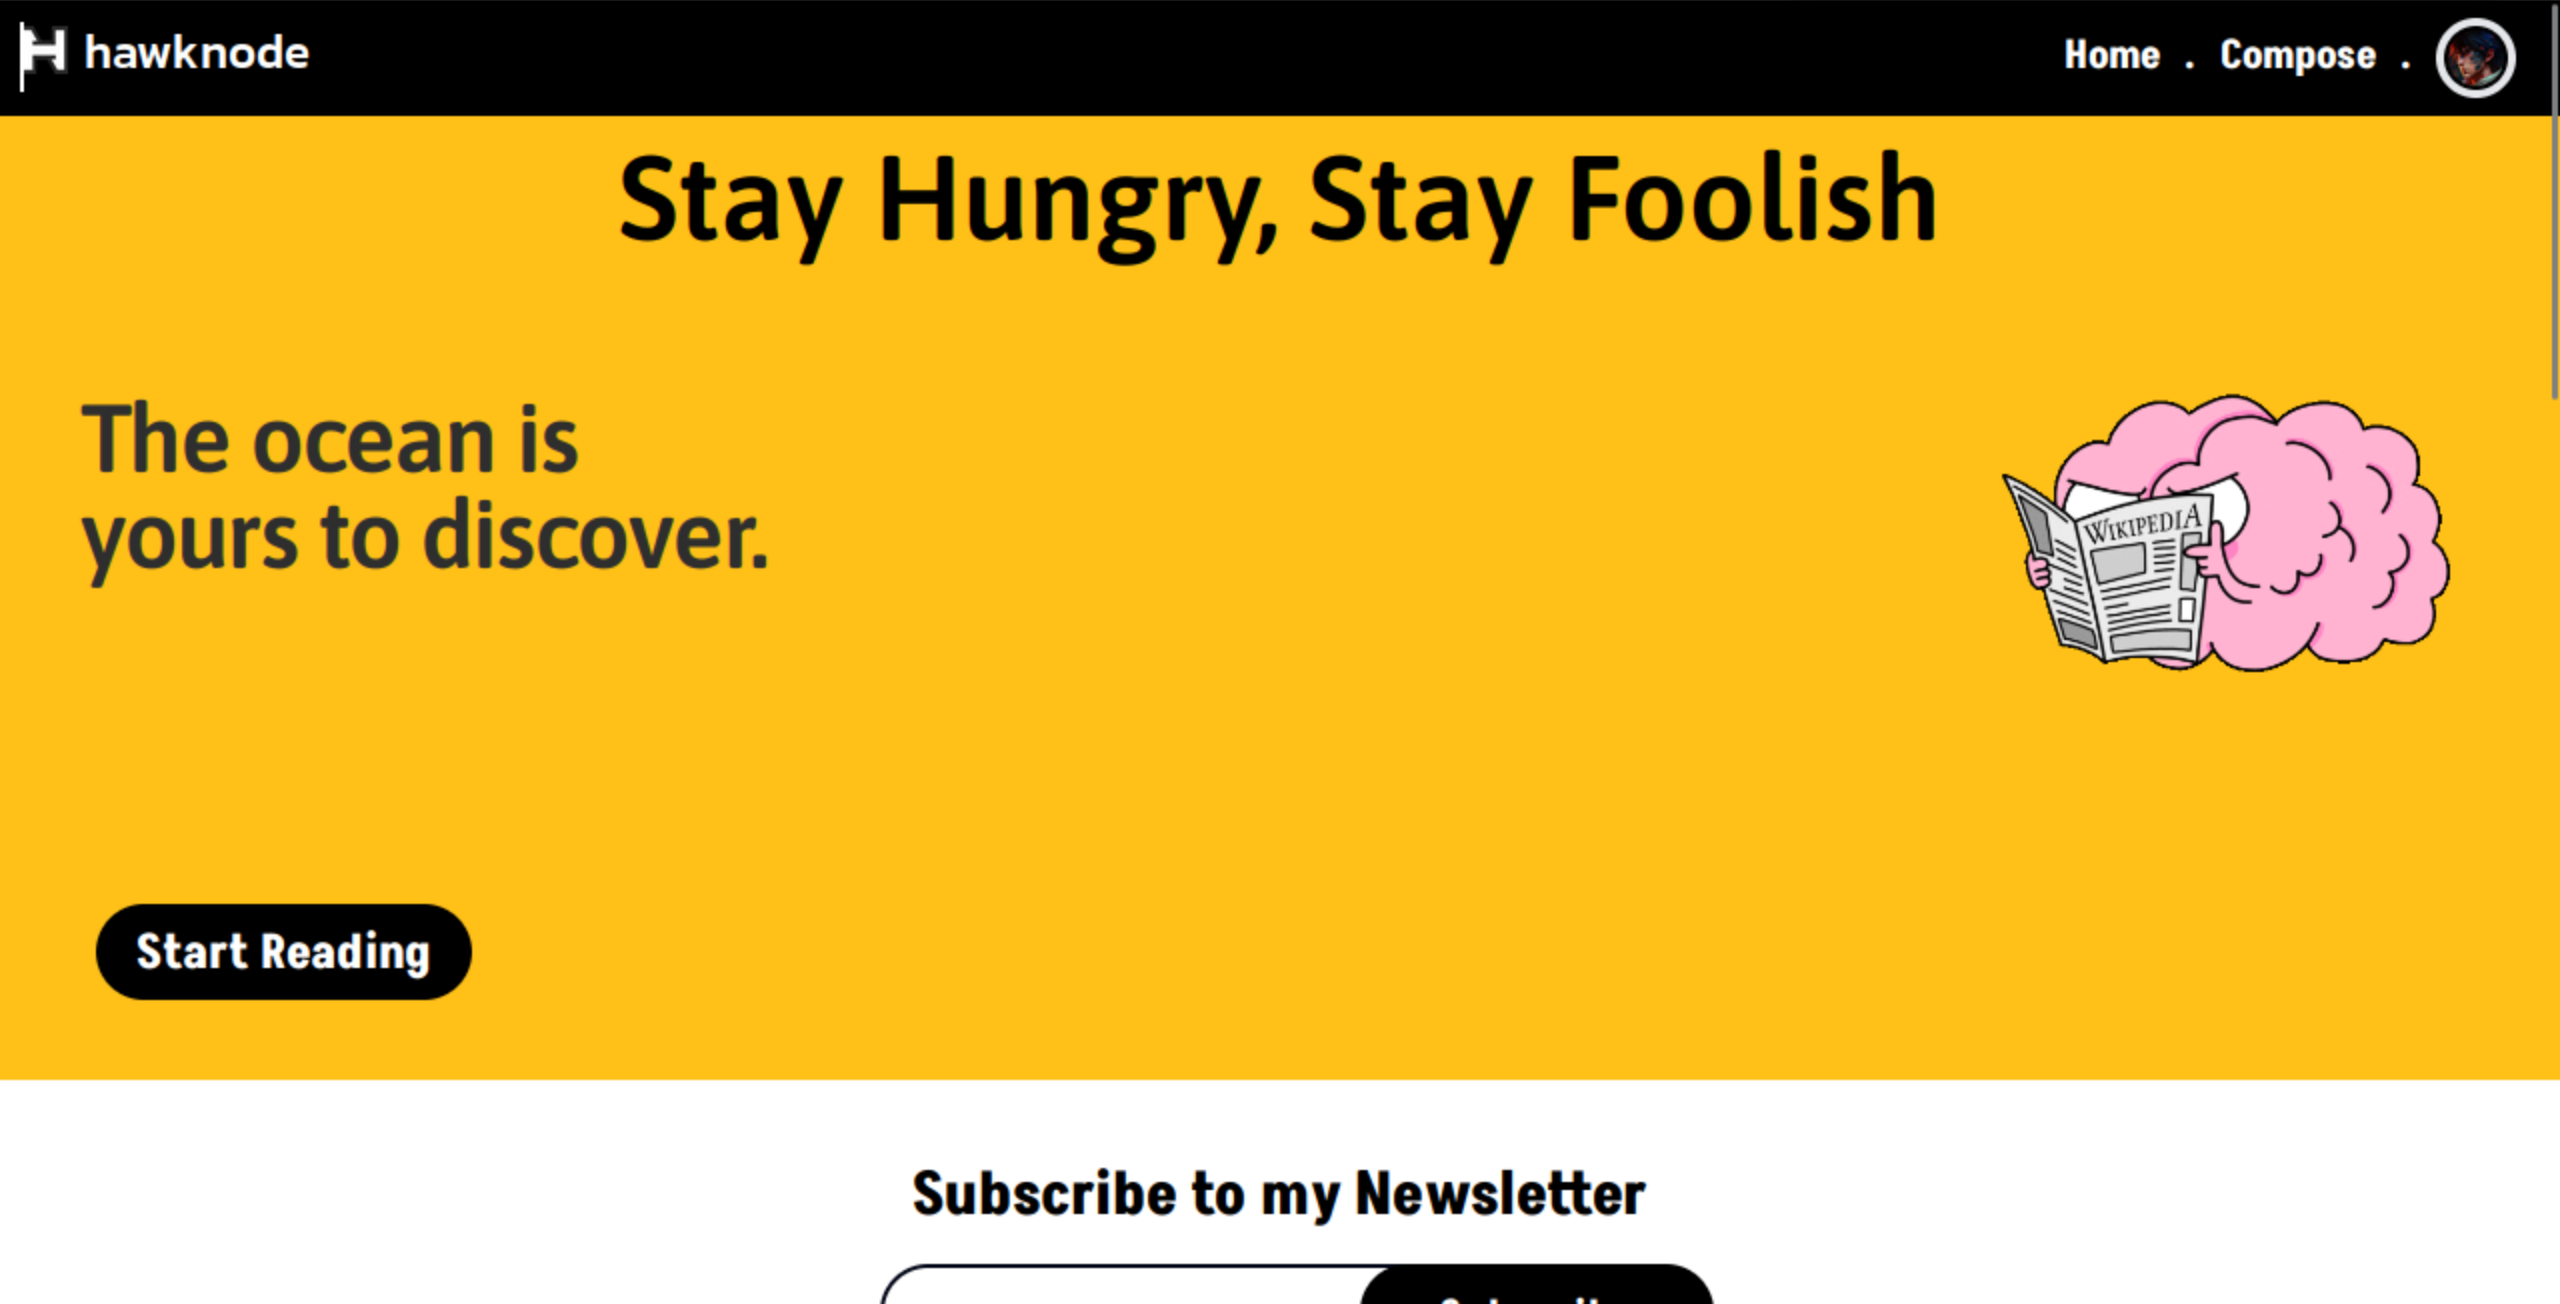 hawknode
Home . Compose .
Stay Hungry, Stay Foolish
The ocean is
yours to discover.
WIKIPEDIA
Start Reading
Subscribe to my Newsletter